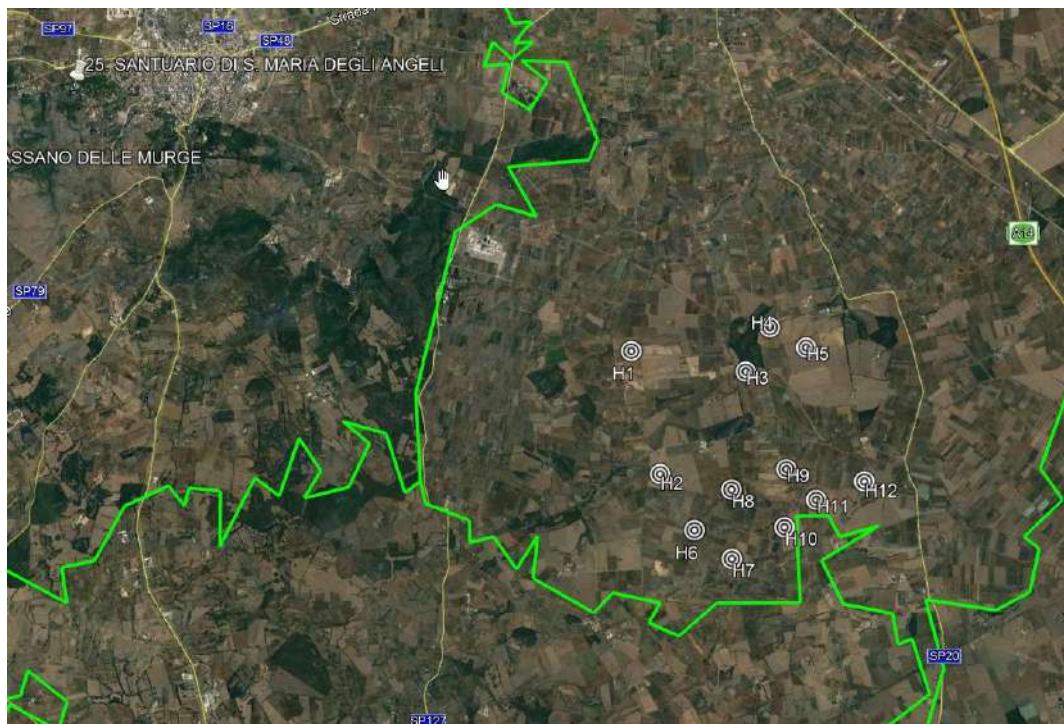 SP97
SP16
SP48
Strada
25. SANTUARIO DI S. MARIA DEGLI ANGELI
ASSANO DELLE MURGE
A14
SP79
H4
H5
H1
H3
H2
H9
H12
H8
H11
H6
H10
H7
SP20
SP127